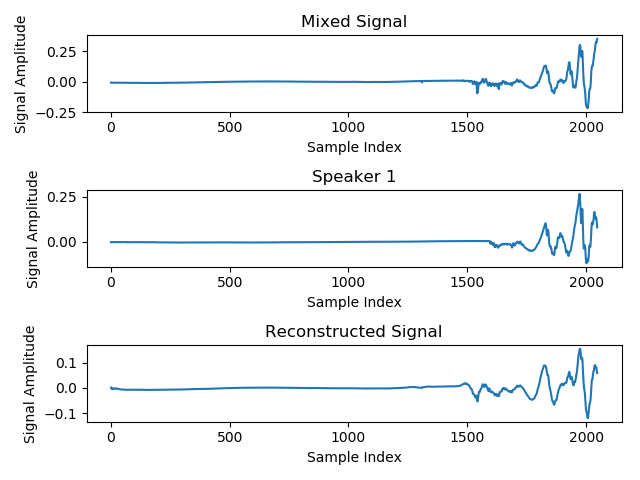 Mixed Signal
Signal Amplitude
0.25
0.00
−0.25
0 500 1000 1500 2000
Sample Index
Speaker 1
Signal Amplitude
0.25
0.00
0 500 1000 1500 2000
Sample Index
Reconstructed Signal
Signal Amplitude
0.1
0.0
−0.1
0 500 1000 1500 2000
Sample Index